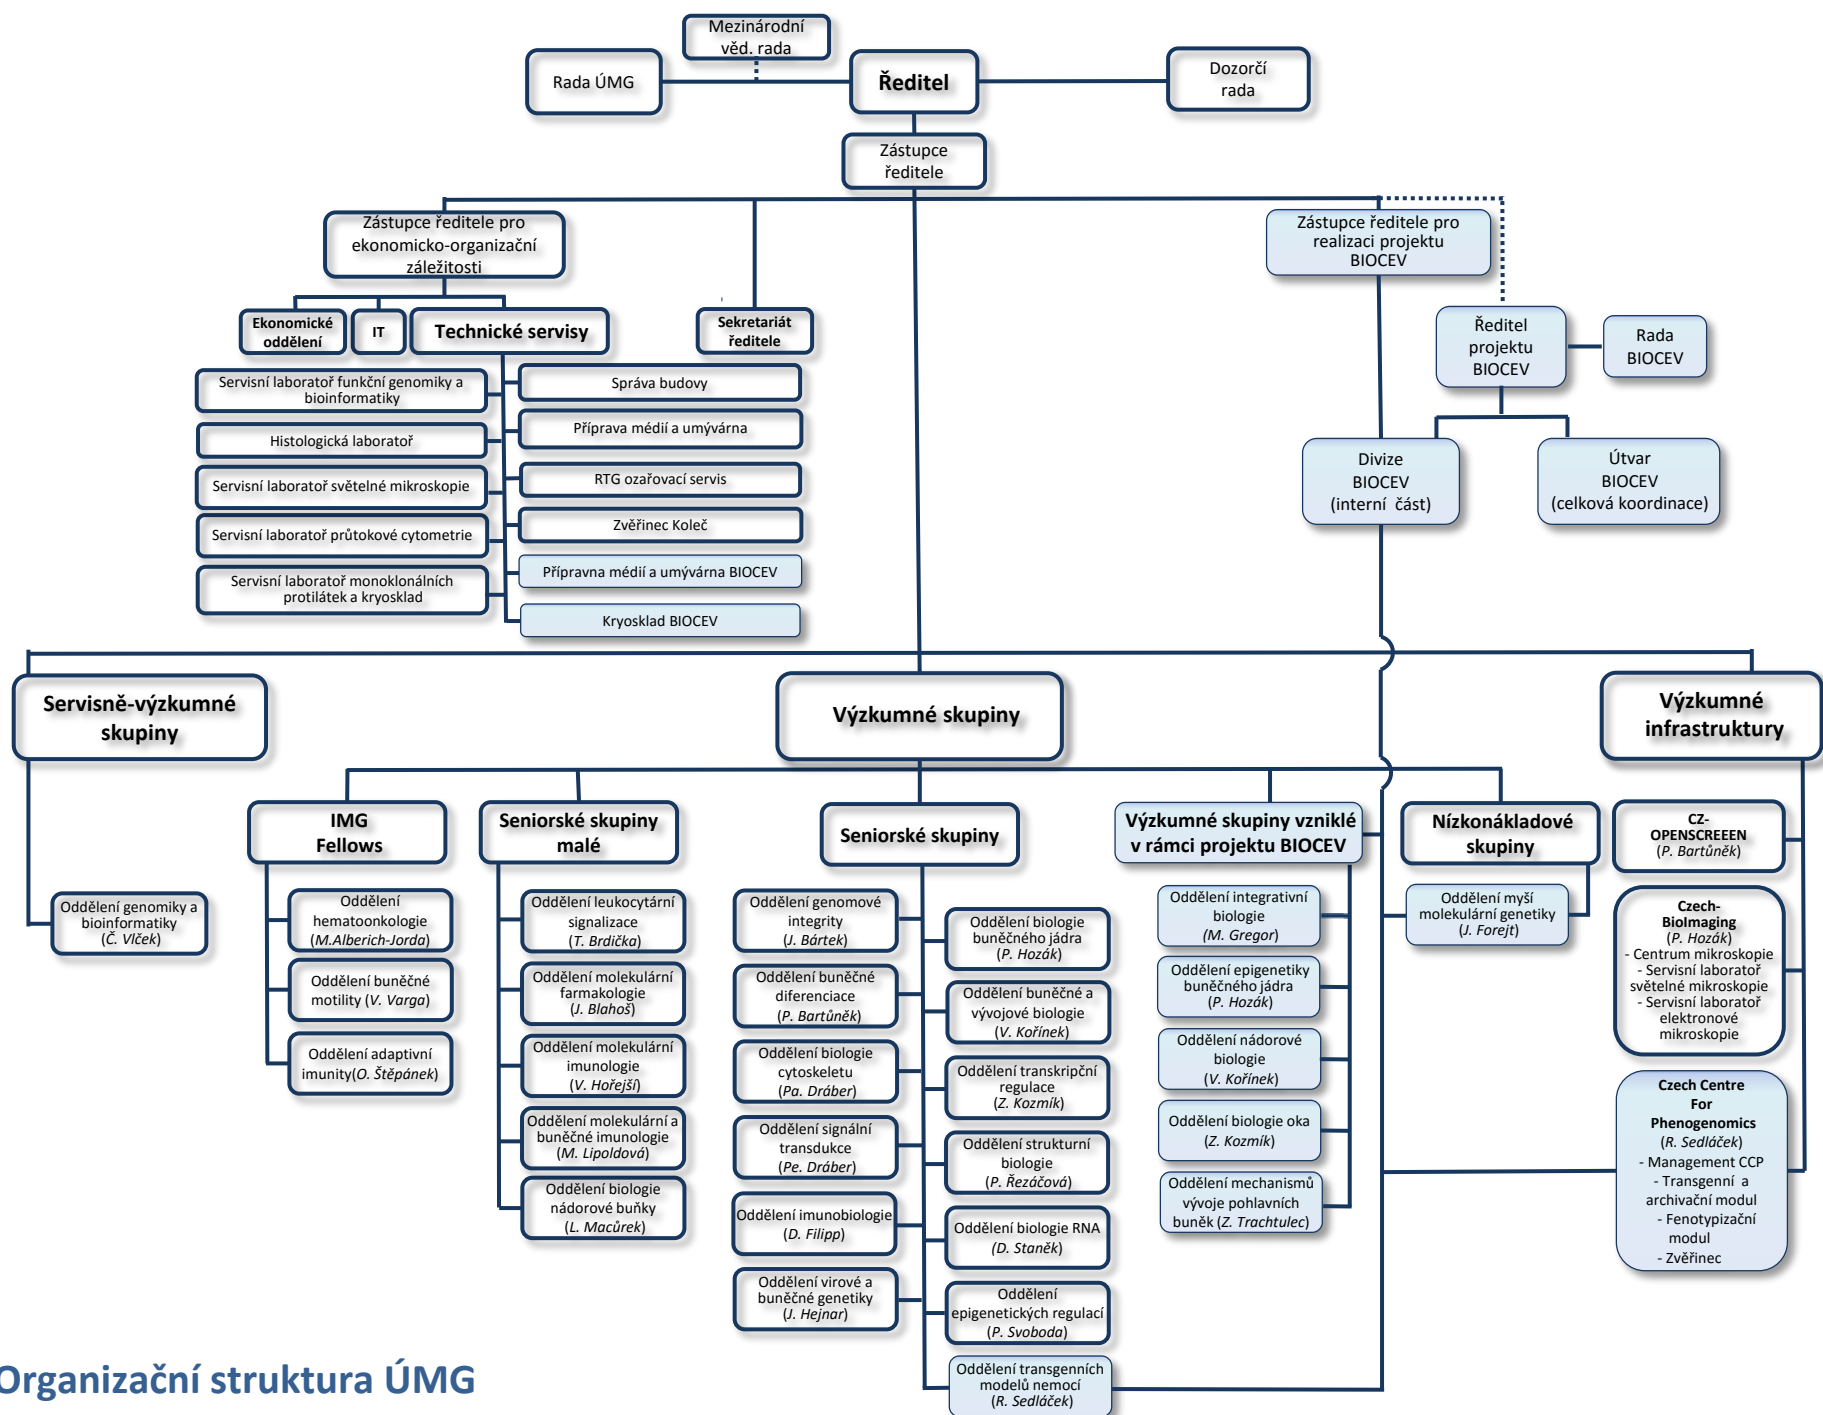 Mezinárodní
věd. rada
Rada ÚMG
Ředitel
Dozorčí
rada
Zástupce
ředitele
Zástupce ředitele pro
ekonomicko-organizační
záležitosti
Zástupce ředitele pro
realizaci projektu
BIOCEV
Ekonomické
oddělení
IT
Technické servisy
Sekretariát
ředitele
Ředitel
projektu
BIOCEV
Rada
BIOCEV
Servisní laboratoř funkční genomiky a
bioinformatiky
Histologická laboratoř
Servisní laboratoř světelné mikroskopie
Servisní laboratoř průtokové cytometrie
Servisní laboratoř monoklonálních
protilátek a kryosklad
Správa budovy
Příprava médií a umývárna
RTG ozařovací servis
Zvěřinec Koleč
Přípravna médií a umývárna BIOCEV
Kryosklad BIOCEV
Divize
BIOCEV
(interní část)
Útvar
BIOCEV
(celková koordinace)
Servisně-výzkumné
skupiny
Výzkumné skupiny
Výzkumné
infrastruktury
Oddělení genomiky a
bioinformatiky
(Č. Vlček)
IMG
Fellows
Oddělení
hematoonkologie
(M.Alberich-Jorda)
Oddělení buněčné
motility (V. Varga)
Oddělení adaptivní
imunity(O. Štěpánek)
Seniorské skupiny
malé
Oddělení leukocytární
signalizace
(T. Brdička)
Oddělení molekulární
farmakologie
(J. Blahoš)
Oddělení molekulární
imunologie
(V. Hořejší)
Oddělení molekulární a
buněčné imunologie
(M. Lipoldová)
Oddělení biologie
nádorové buňky
(L. Macůrek)
Seniorské skupiny
Oddělení genomové
integrity
(J. Bártek)
Oddělení buněčné
diferenciace
(P. Bartůněk)
Oddělení biologie
cytoskeletu
(Pa. Dráber)
Oddělení signální
transdukce
(Pe. Dráber)
Oddělení imunobiologie
(D. Filipp)
Oddělení virové a
buněčné genetiky
(J. Hejnar)
Oddělení biologie
buněčného jádra
(P. Hozák)
Oddělení buněčné a
vývojové biologie
(V. Kořínek)
Oddělení transkripční
regulace
(Z. Kozmík)
Oddělení strukturní
biologie
(P. Řezáčová)
Oddělení biologie RNA
(D. Staněk)
Oddělení
epigenetických regulací
(P. Svoboda)
Oddělení transgenních
modelů nemocí
(R. Sedláček)
Výzkumné skupiny vzniklé
v rámci projektu BIOCEV
Oddělení integrativní
biologie
(M. Gregor)
Oddělení epigenetiky
buněčného jádra
(P. Hozák)
Oddělení nádorové
biologie
(V. Kořínek)
Oddělení biologie oka
(Z. Kozmík)
Oddělení mechanismů
vývoje pohlavních
buněk (Z. Trachtulec)
Nízkonákladové
skupiny
Oddělení myší
molekulární genetiky
(J. Forejt)
CZ-
OPENSCREEEN
(P. Bartůněk)
Czech-
BioImaging
(P. Hozák)
- Centrum mikroskopie
- Servisní laboratoř
světelné mikroskopie
- Servisní laboratoř
elektronové
mikroskopie
Czech Centre
For
Phenogenomics
(R. Sedláček)
- Management CCP
- Transgenní a
archivační modul
- Fenotypizační
modul
- Zvěřinec
Organizační struktura ÚMG